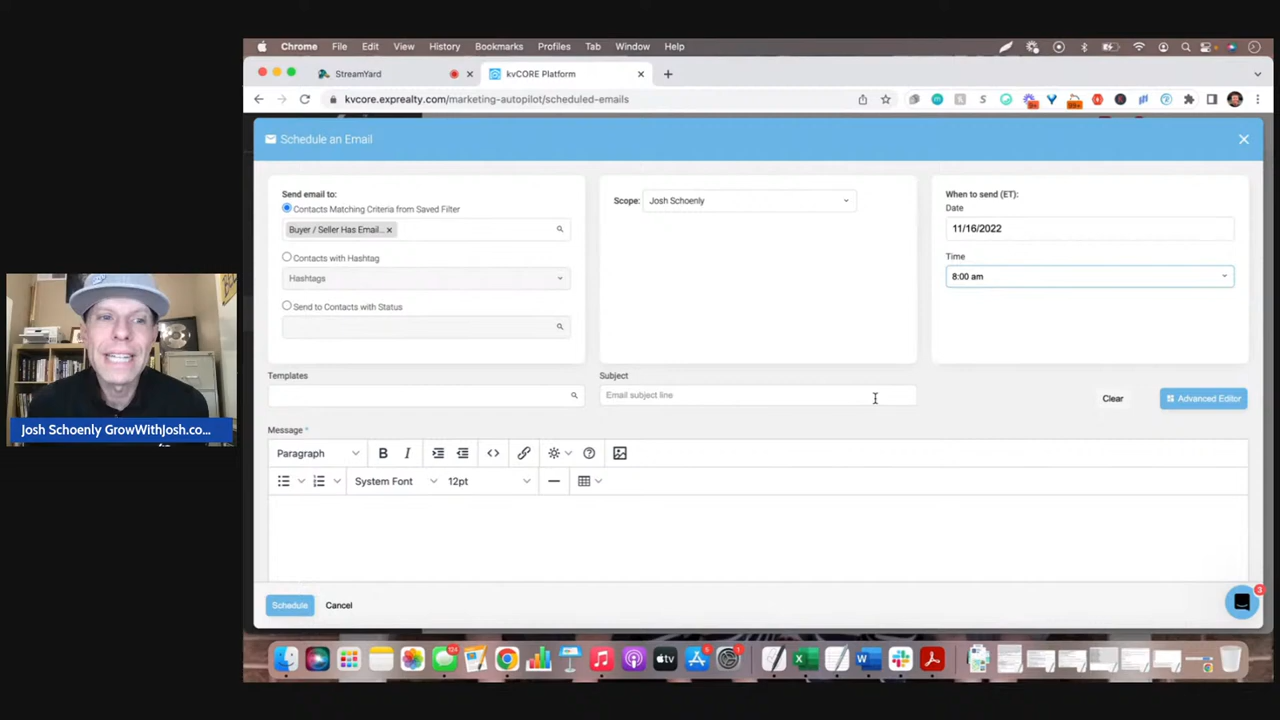 Chrome File Edit View History Bookmarks Profiles Tab Window Help
StreamYard
kvCORE Platform
kvcore.exprealty.com/marketing-autopilot/scheduled-emails
Schedule an Email
Send email to:
Contacts Matching Criteria from Saved Filter
Buyer / Seller Has Email...
Contacts with Hashtag
Hashtags
Send to Contacts with Status
Scope: Josh Schoenly
When to send (ET):
Date
11/16/2022
Time
8:00 am
Templates
Subject
Email subject line
Clear
Advanced Editor
Message *
Paragraph
B I
System Font
12pt
Schedule
Cancel
3
Josh Schoenly GrowWithJosh.co...
124